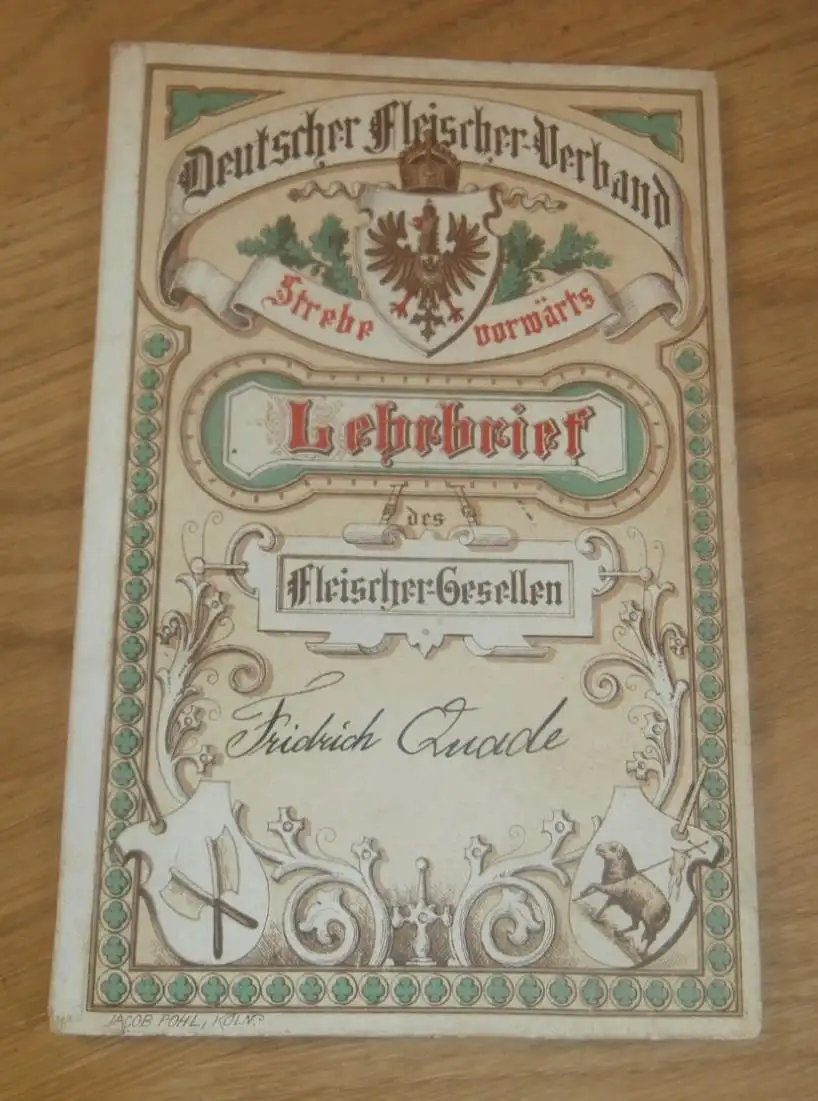 Deutscher Fleischer-Verband
Strebe vorwärts
Lehrbrief
des
Fleischer-Gesellen
Fridrich Quade
JACOB POHL, KÖLN.